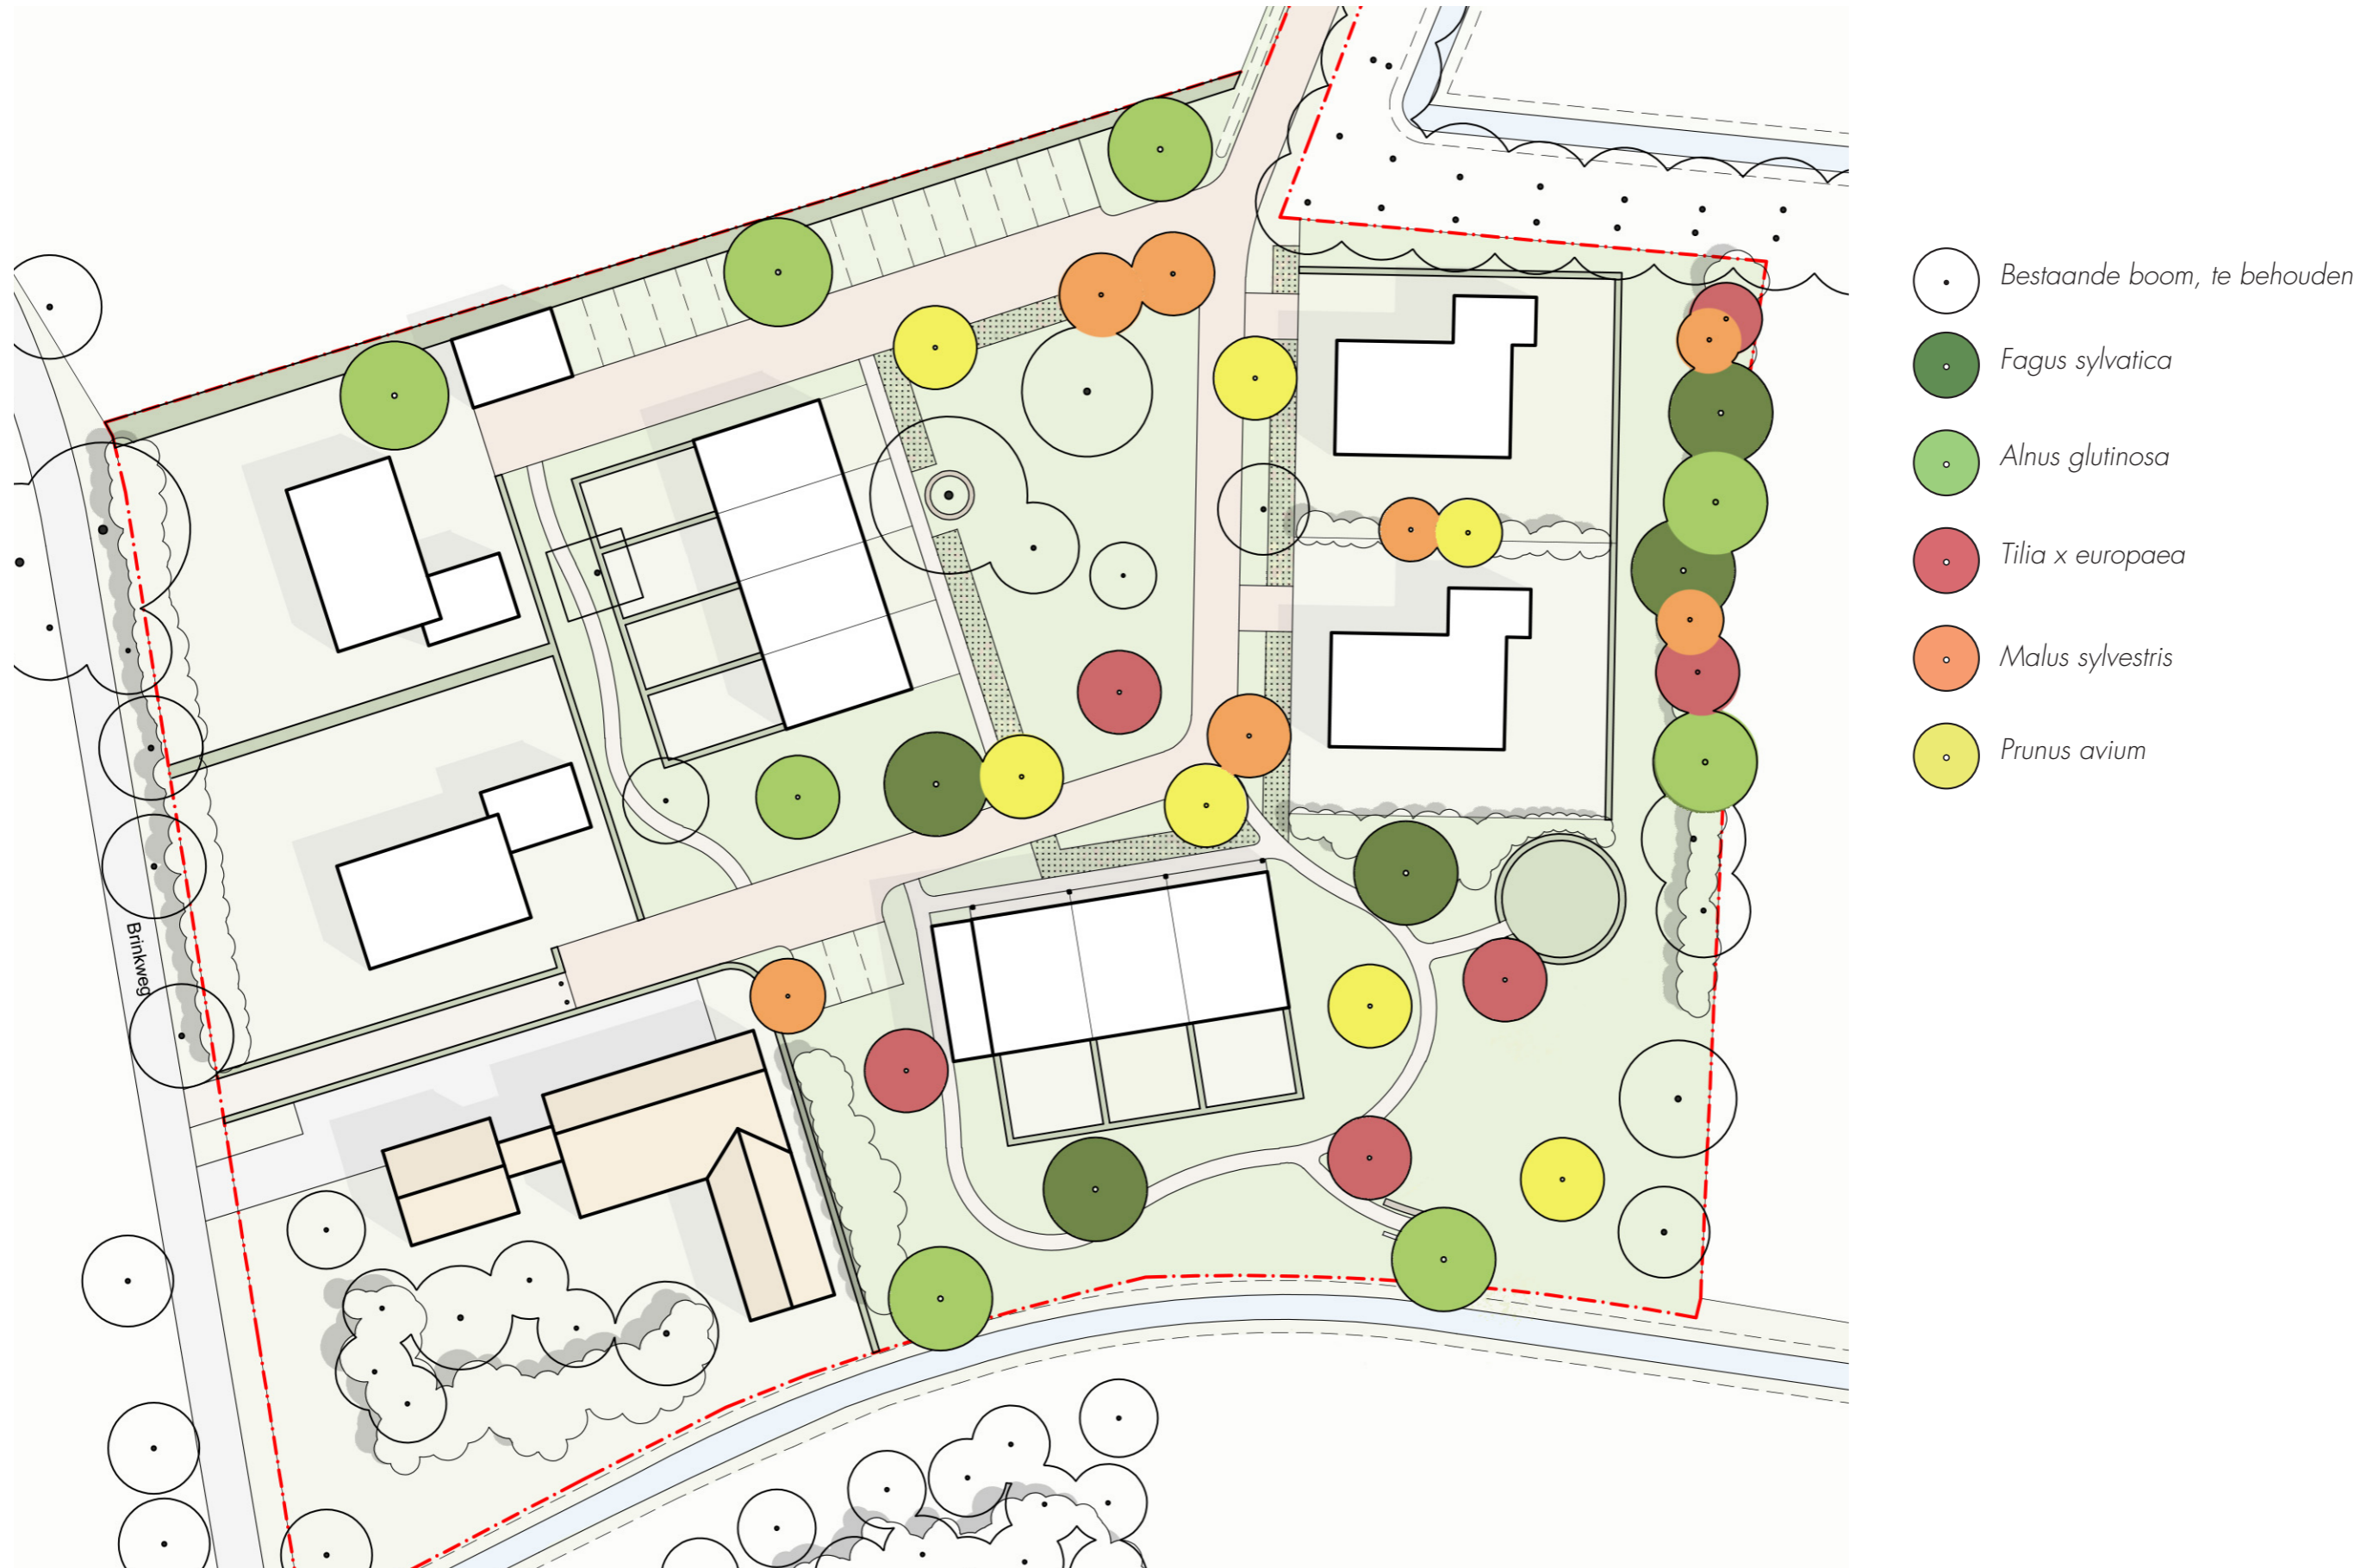 Bestaande boom, te behouden
Fagus sylvatica
Alnus glutinosa
Tilia x europaea
Malus sylvestris
Prunus avium
Brinkweg